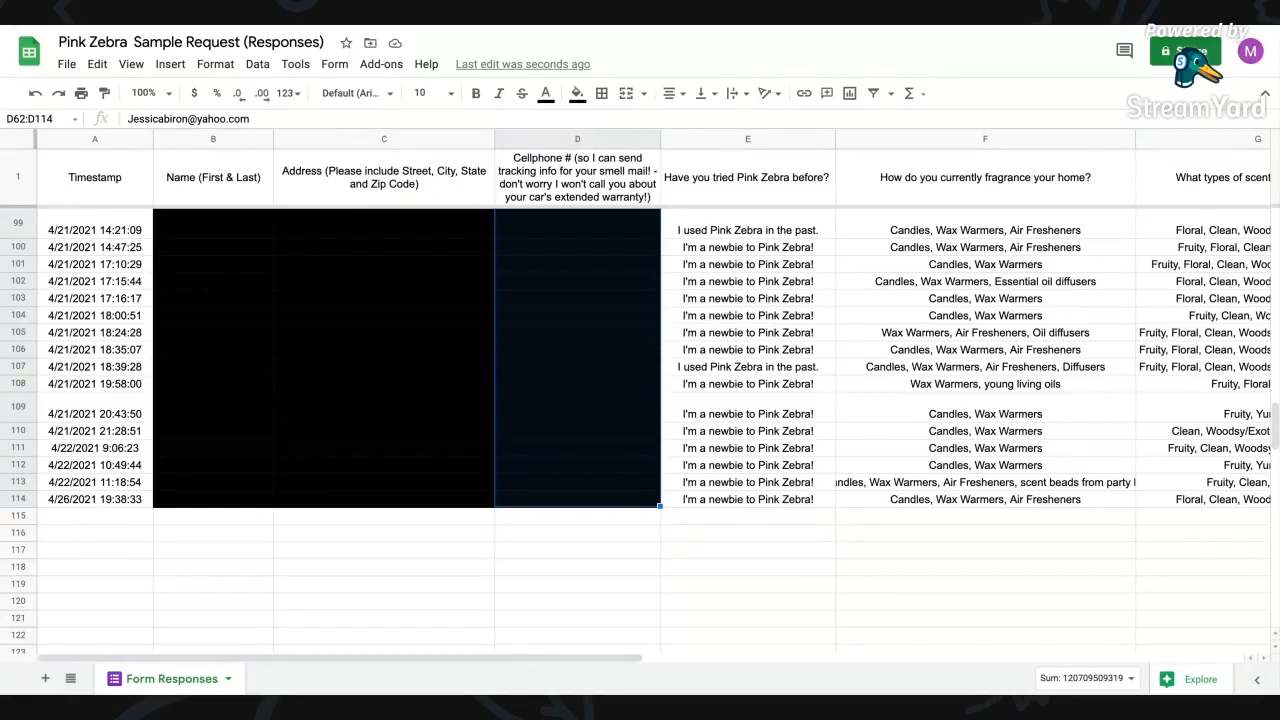 Powered by
StreamYard
Pink Zebra Sample Request (Responses)
File Edit View Insert Format Data Tools Form Add-ons Help Last edit was seconds ago
M
100% $ % .0 .00 123 Default (Ari... 10 B I S A
D62:D114 fx Jessicabiron@yahoo.com
A B C D E F G
1 Timestamp Name (First & Last) Address (Please include Street, City, State and Zip Code) Cellphone # (so I can send tracking info for your smell mail! - don't worry I won't call you about your car's extended warranty!) Have you tried Pink Zebra before? How do you currently fragrance your home? What types of scent
99 4/21/2021 14:21:09 I used Pink Zebra in the past. Candles, Wax Warmers, Air Fresheners Floral, Clean, Wood
100 4/21/2021 14:47:25 I'm a newbie to Pink Zebra! Candles, Wax Warmers, Air Fresheners Fruity, Floral, Clean
101 4/21/2021 17:10:29 I'm a newbie to Pink Zebra! Candles, Wax Warmers Fruity, Floral, Clean, Wo
102 4/21/2021 17:15:44 I'm a newbie to Pink Zebra! Candles, Wax Warmers, Essential oil diffusers Floral, Clean, Wood
103 4/21/2021 17:16:17 I'm a newbie to Pink Zebra! Candles, Wax Warmers Floral, Clean, Wood
104 4/21/2021 18:00:51 I'm a newbie to Pink Zebra! Candles, Wax Warmers Fruity, Clean, Wo
105 4/21/2021 18:24:28 I'm a newbie to Pink Zebra! Wax Warmers, Air Fresheners, Oil diffusers Fruity, Floral, Clean, Woods
106 4/21/2021 18:35:07 I'm a newbie to Pink Zebra! Candles, Wax Warmers, Air Fresheners Fruity, Floral, Clean, Woods
107 4/21/2021 18:39:28 I used Pink Zebra in the past. Candles, Wax Warmers, Air Fresheners, Diffusers Fruity, Floral, Clean, Woods
108 4/21/2021 19:58:00 I'm a newbie to Pink Zebra! Wax Warmers, young living oils Fruity, Floral
109 4/21/2021 20:43:50 I'm a newbie to Pink Zebra! Candles, Wax Warmers Fruity, Yu
110 4/21/2021 21:28:51 I'm a newbie to Pink Zebra! Candles, Wax Warmers Clean, Woodsy/Exot
111 4/22/2021 9:06:23 I'm a newbie to Pink Zebra! Candles, Wax Warmers Fruity, Clean, Woodsy
112 4/22/2021 10:49:44 I'm a newbie to Pink Zebra! Candles, Wax Warmers Fruity, Yu
113 4/22/2021 11:18:54 I'm a newbie to Pink Zebra! ndles, Wax Warmers, Air Fresheners, scent beads from party l Fruity, Clean,
114 4/26/2021 19:38:33 I'm a newbie to Pink Zebra! Candles, Wax Warmers, Air Fresheners Floral, Clean, Wood
115
116
117
118
119
120
121
122
123
Form Responses Sum: 120709509319 Explore